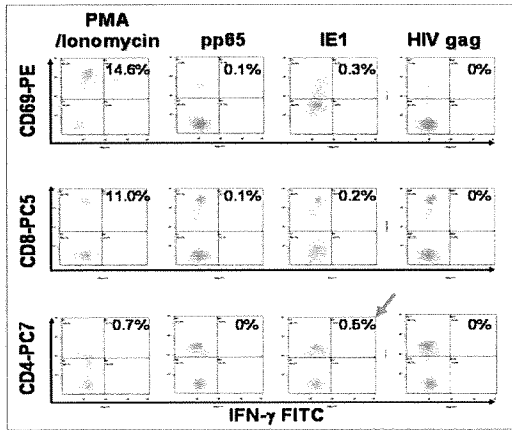 PMA
/Ionomycin pp65 IE1 HIV gag
CD69-PE
14.6% 0.1% 0.3% 0%
CD8-PC5
11.0% 0.1% 0.2% 0%
CD4-PC7
0.7% 0% 0.5% 0%
IFN-γ FITC